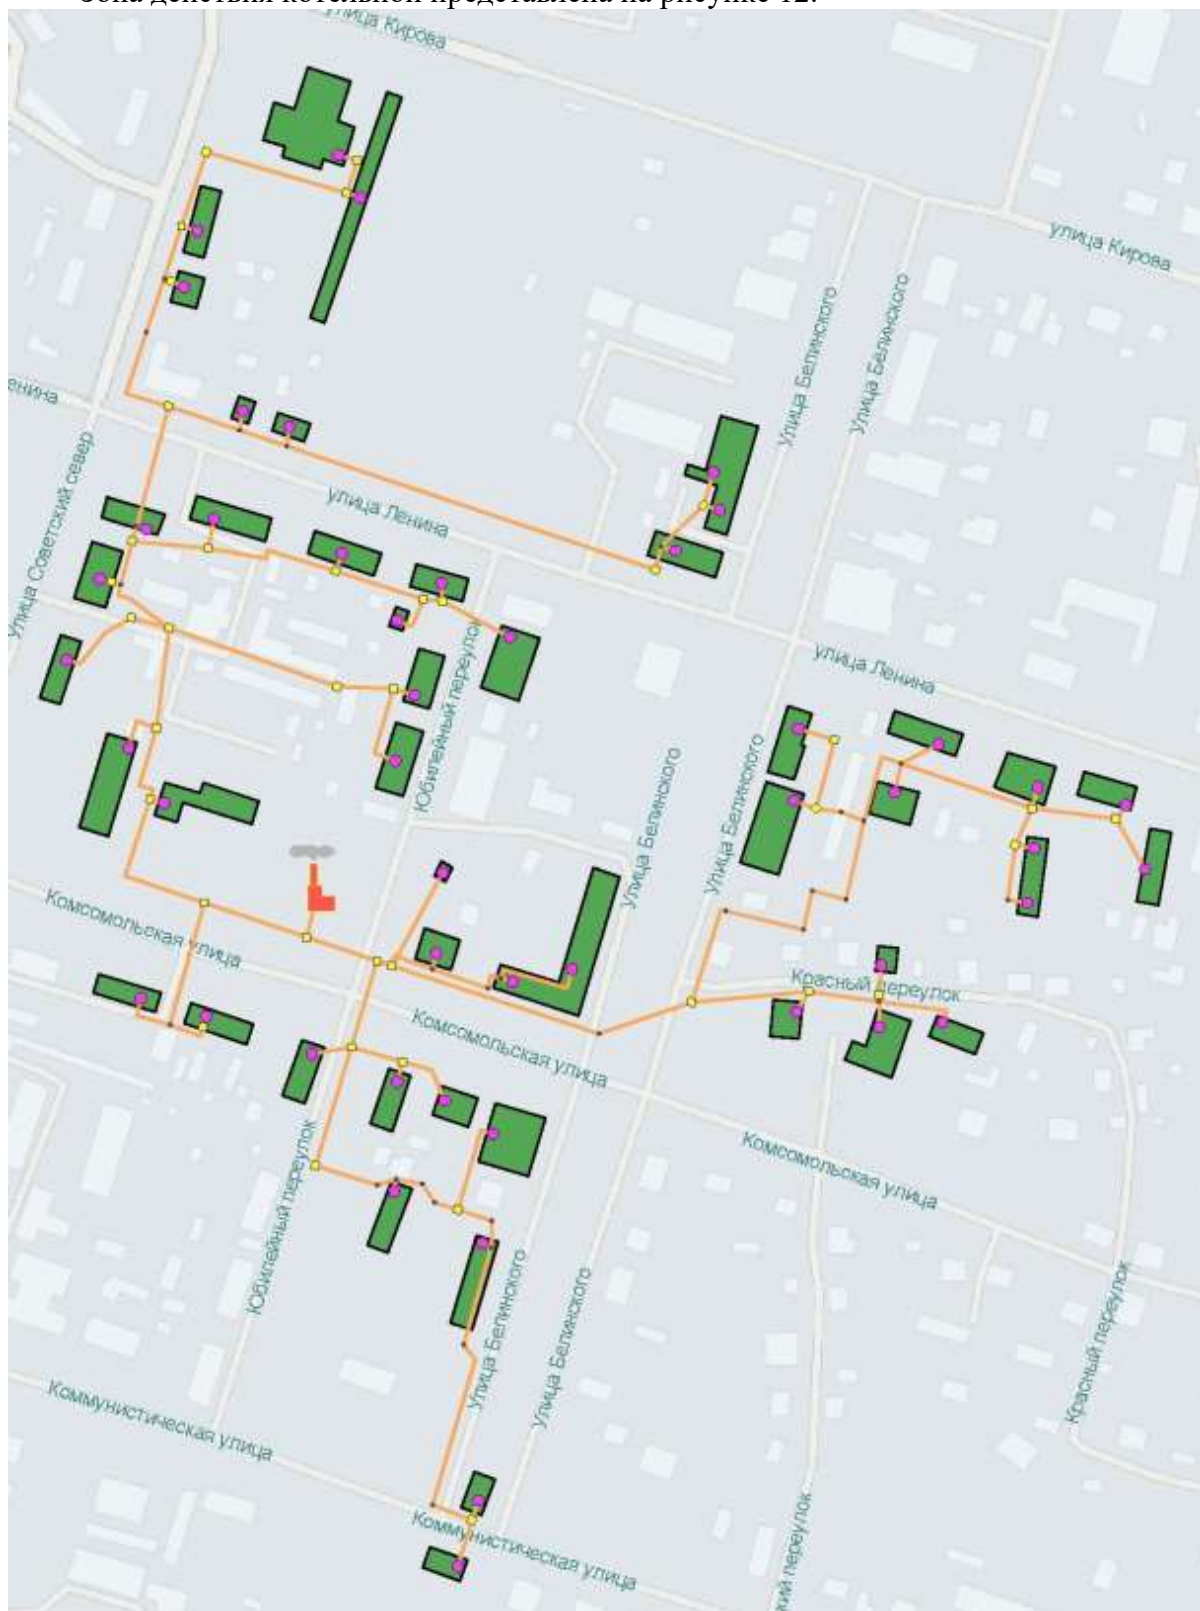 Зона действия котельной представлена на рисунке 12.
улица Кирова
улица Кирова
Улица Белинского
Улица Белинского
Улица Советский север
улица Ленина
улица Ленина
Юбилейный переулок
Улица Белинского
Улица Белинского
Комсомольская улица
Красный переулок
Комсомольская улица
Комсомольская улица
Юбилейный переулок
Улица Белинского
Улица Белинского
Красный переулок
Коммунистическая улица
Коммунистическая улица